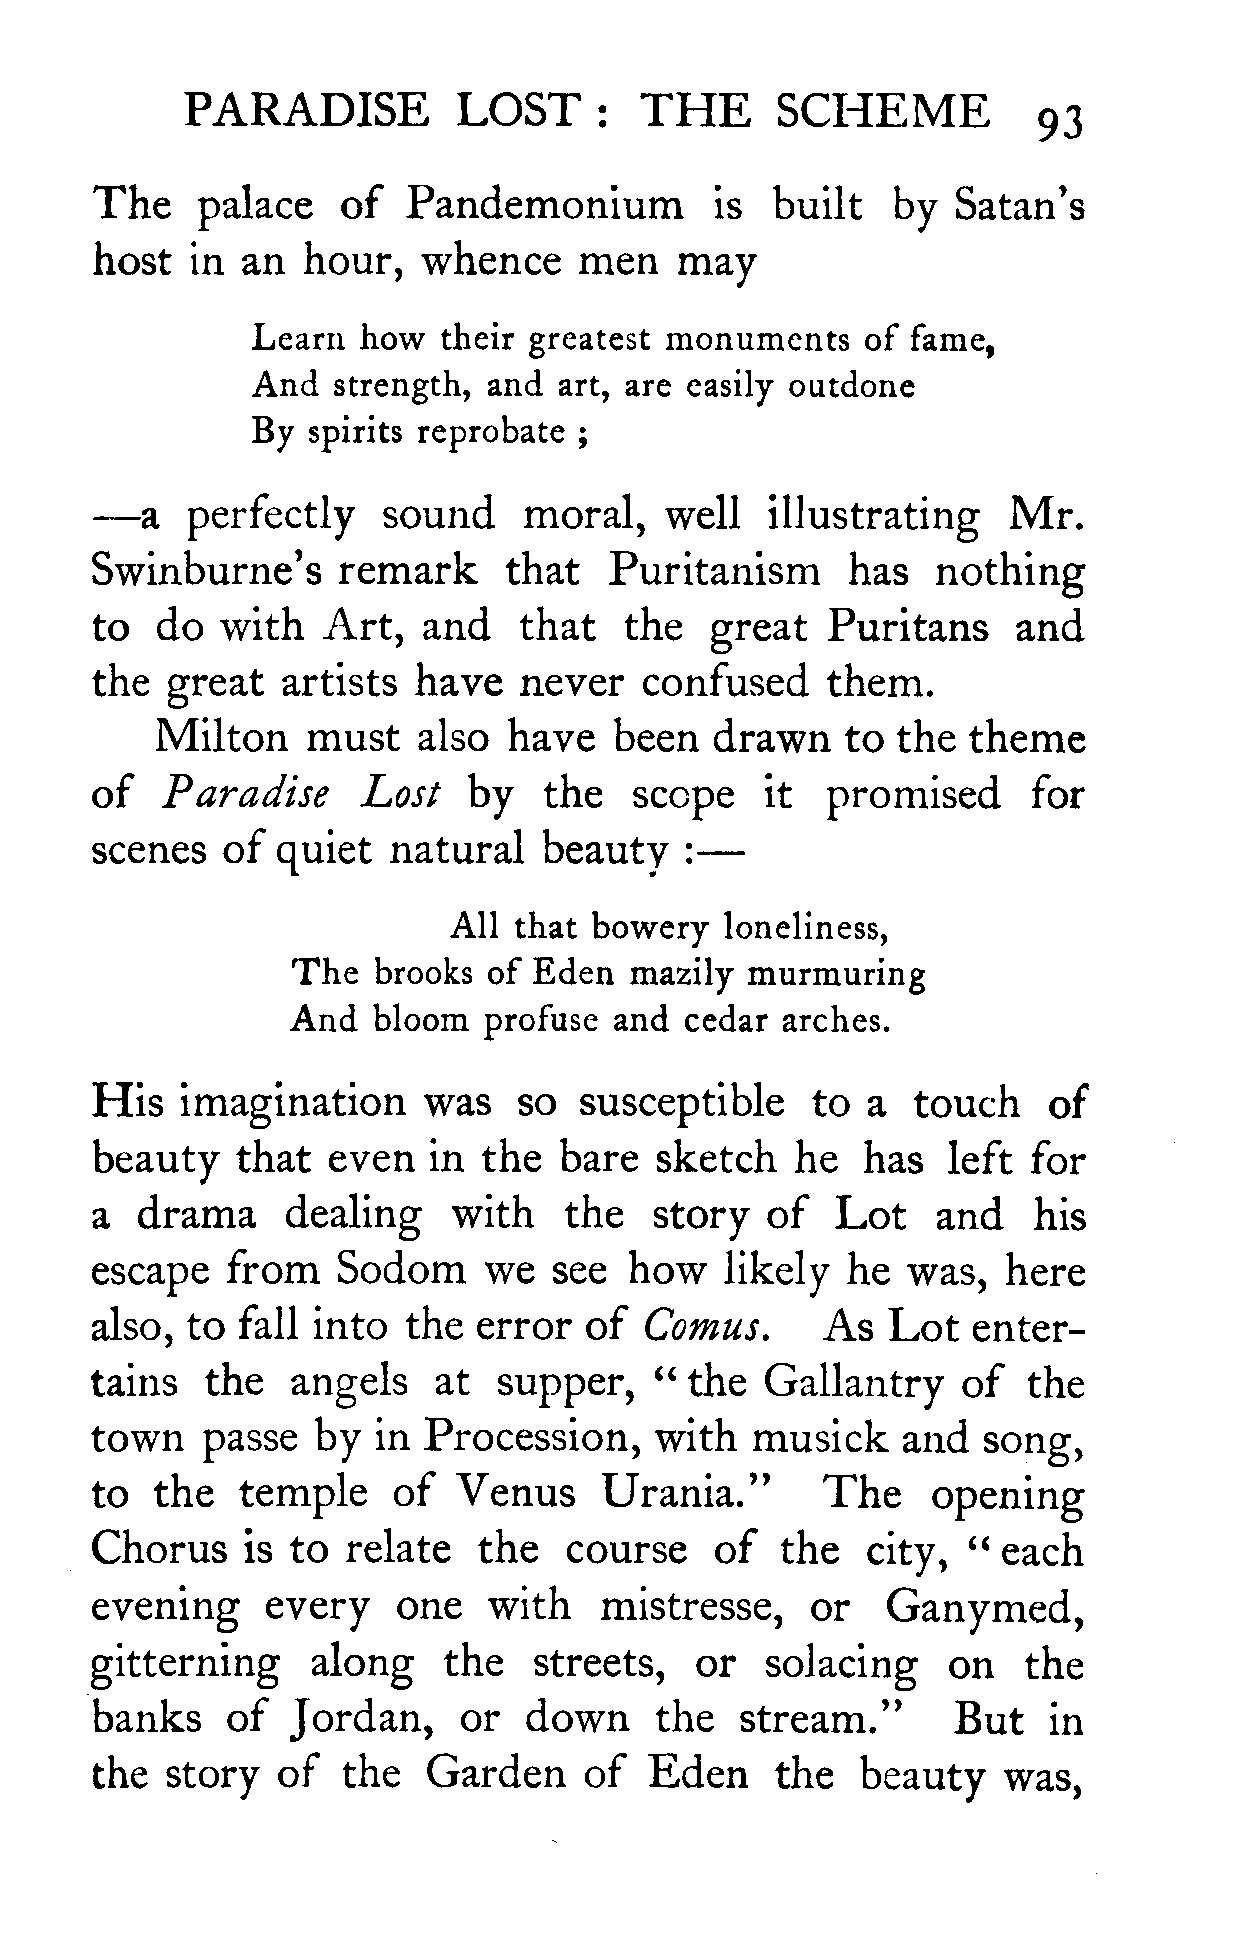 PARADISE LOST : THE SCHEME 93
The palace of Pandemonium is built by Satan's
host in an hour, whence men may
Learn how their greatest monuments of fame,
And strength, and art, are easily outdone
By spirits reprobate ;
—a perfectly sound moral, well illustrating Mr.
Swinburne's remark that Puritanism has nothing
to do with Art, and that the great Puritans and
the great artists have never confused them.
Milton must also have been drawn to the theme
of Paradise Lost by the scope it promised for
scenes of quiet natural beauty :—
All that bowery loneliness,
The brooks of Eden mazily murmuring
And bloom profuse and cedar arches.
His imagination was so susceptible to a touch of
beauty that even in the bare sketch he has left for
a drama dealing with the story of Lot and his
escape from Sodom we see how likely he was, here
also, to fall into the error of Comus. As Lot enter-
tains the angels at supper, “ the Gallantry of the
town passe by in Procession, with musick and song,
to the temple of Venus Urania.” The opening
Chorus is to relate the course of the city, “ each
evening every one with mistresse, or Ganymed,
gitterning along the streets, or solacing on the
banks of Jordan, or down the stream.” But in
the story of the Garden of Eden the beauty was,